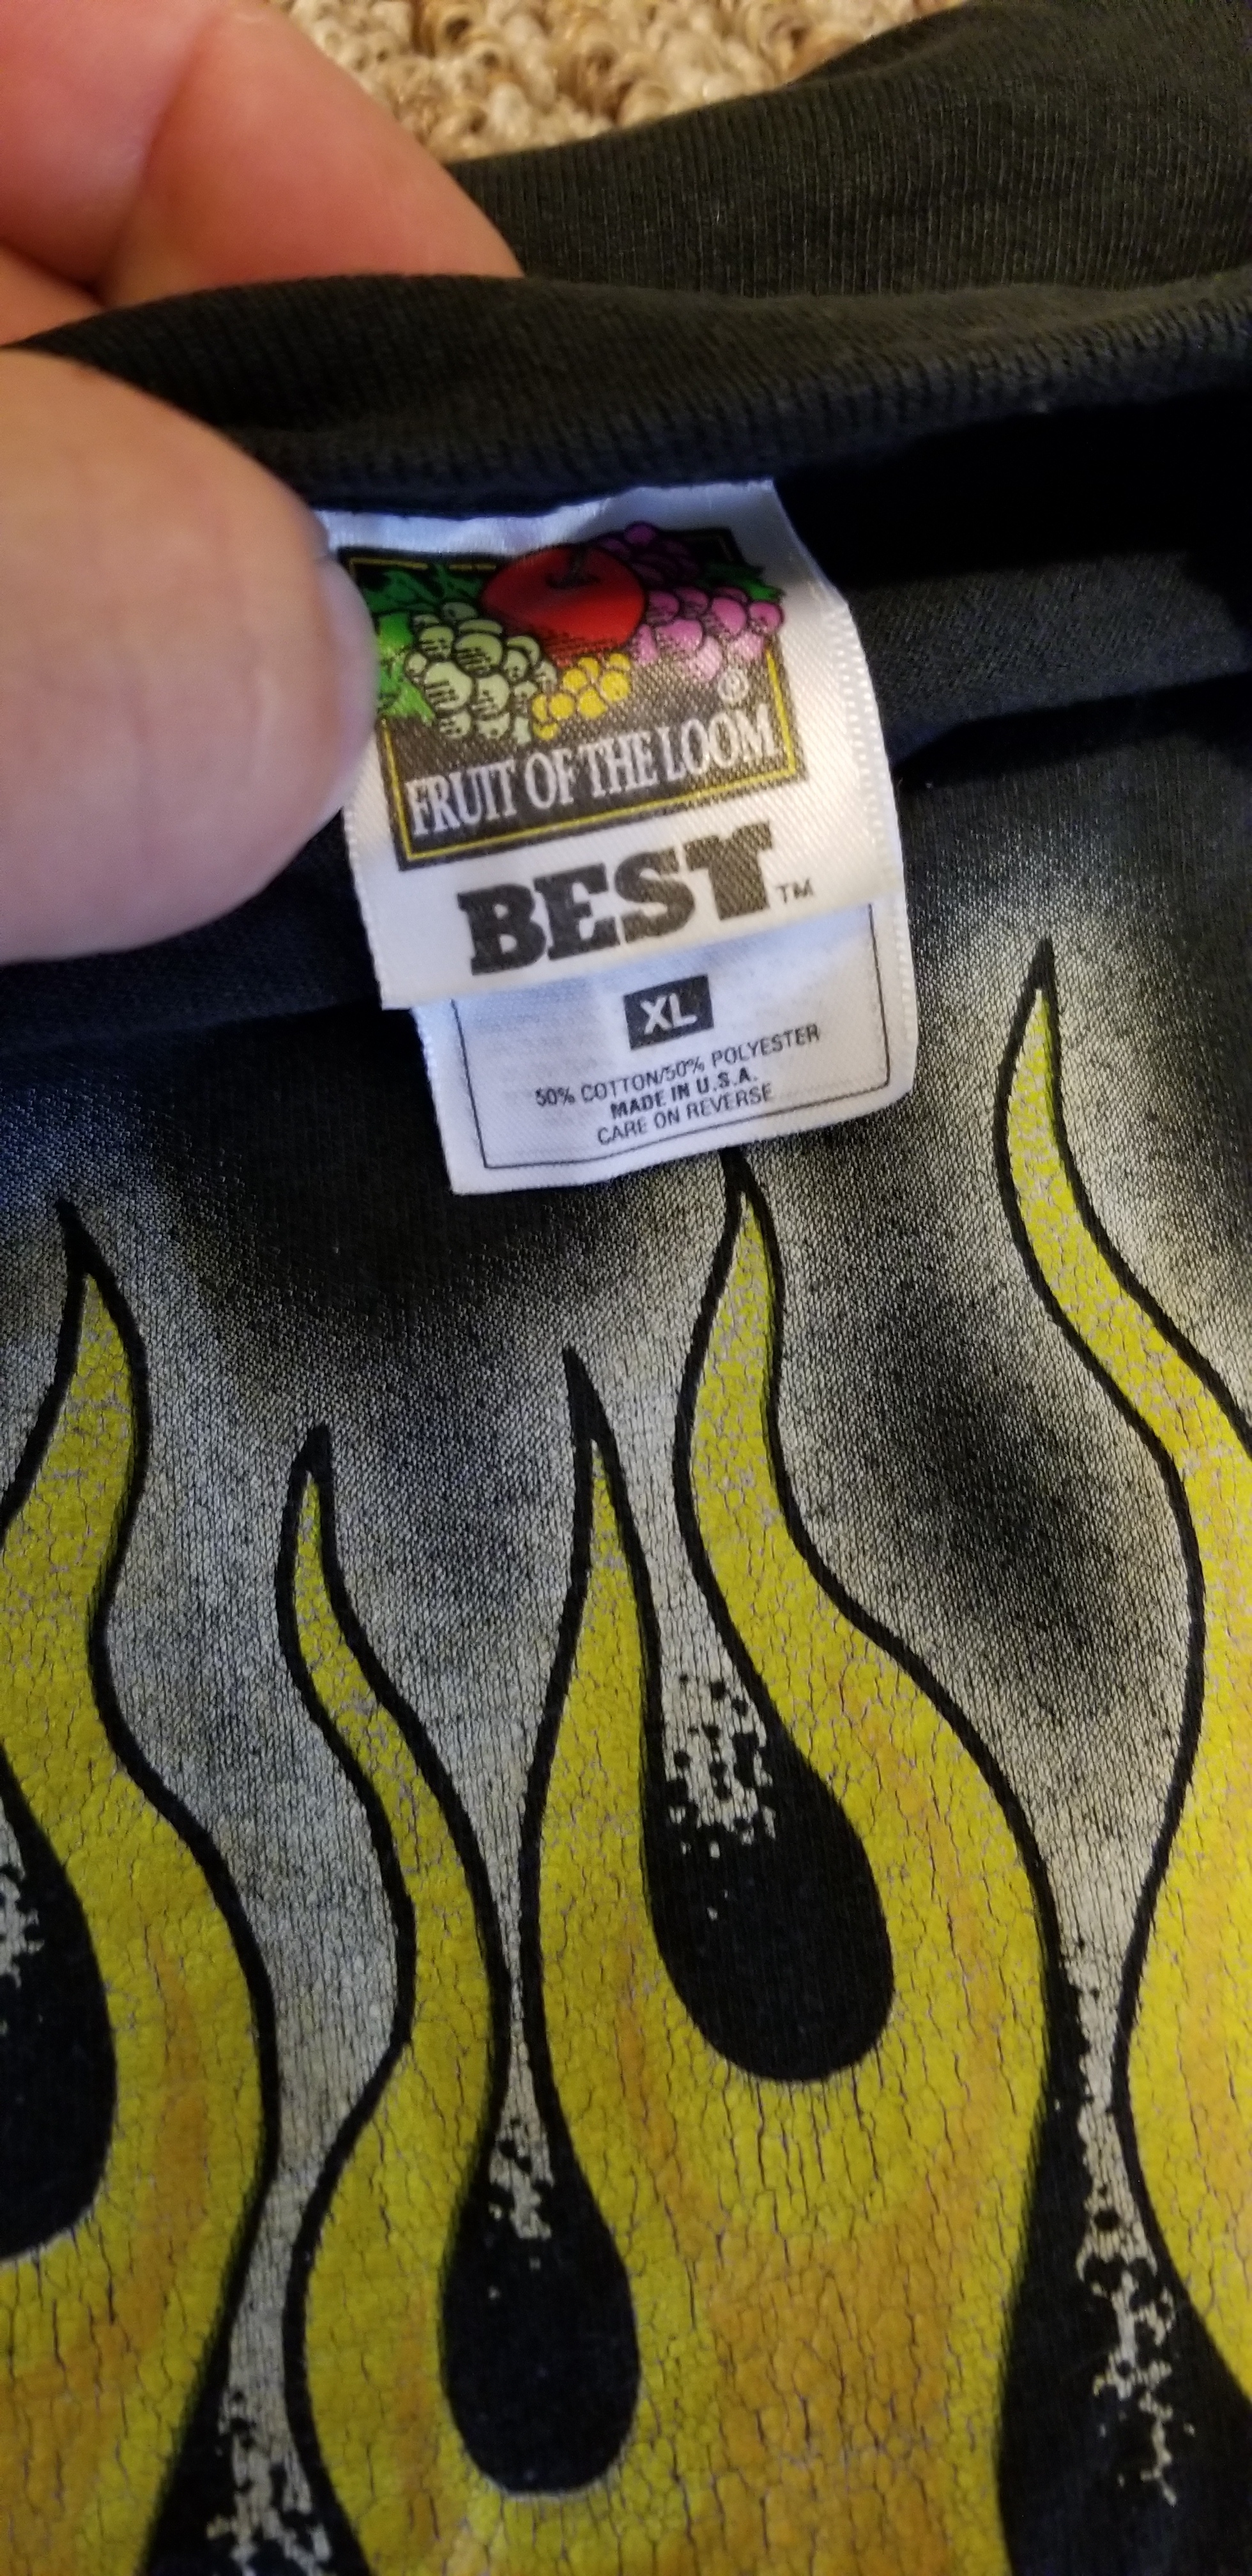 ®
FRUIT OF THE LOOM
BEST™
XL
50% COTTON/50% POLYESTER
MADE IN U.S.A.
CARE ON REVERSE